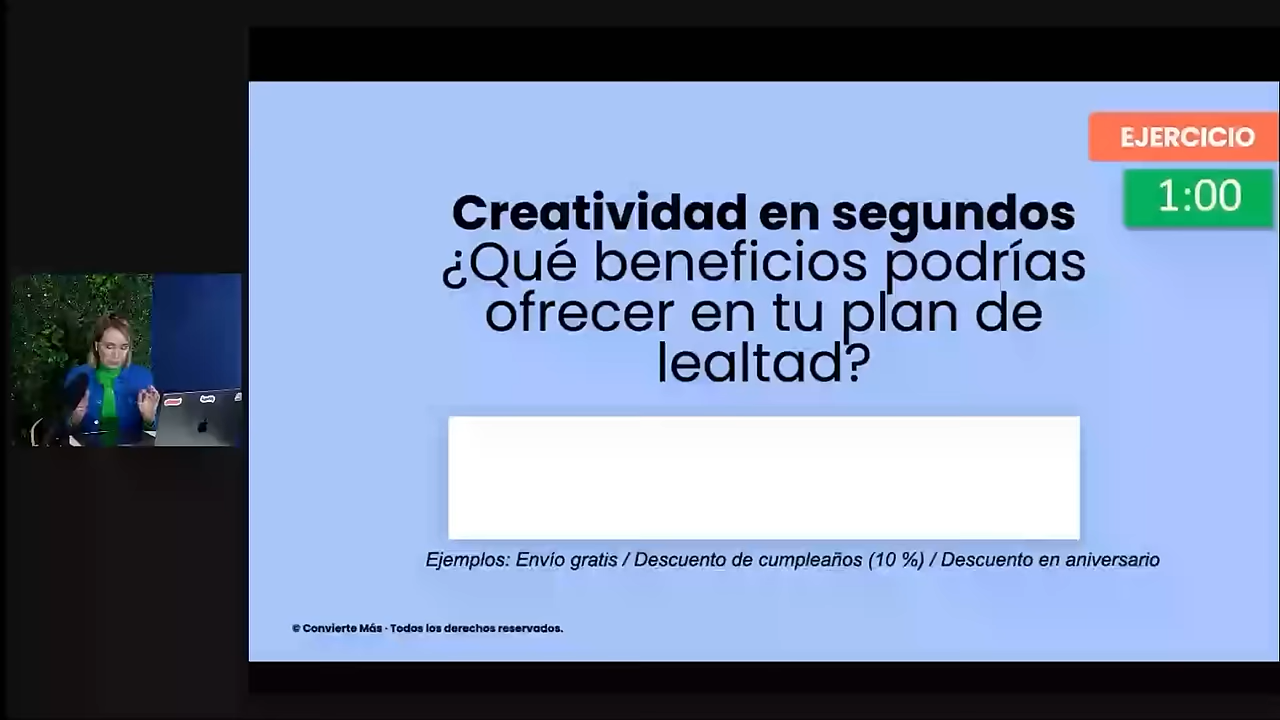 EJERCICIO
1:00
Creatividad en segundos
¿Qué beneficios podrías
ofrecer en tu plan de
lealtad?
Ejemplos: Envío gratis / Descuento de cumpleaños (10 %) / Descuento en aniversario
© Convierte Más · Todos los derechos reservados.